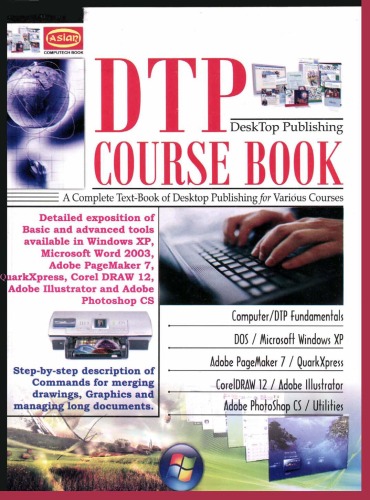 Asian
COMPUTECH BOOK
DTP
DeskTop Publishing
COURSE BOOK
A Complete Text-Book of Desktop Publishing for Various Courses
Detailed exposition of
Basic and advanced tools
available in Windows XP,
Microsoft Word 2003,
Adobe PageMaker 7,
QuarkXpress, Corel DRAW 12,
Adobe Illustrator and Adobe
Photoshop CS
Computer/DTP Fundamentals
DOS / Microsoft Windows XP
Adobe PageMaker 7 / QuarkXpress
CorelDRAW 12 / Adobe Illustrator
Adobe PhotoShop CS / Utilities
Step-by-step description of
Commands for merging
drawings, Graphics and
managing long documents.